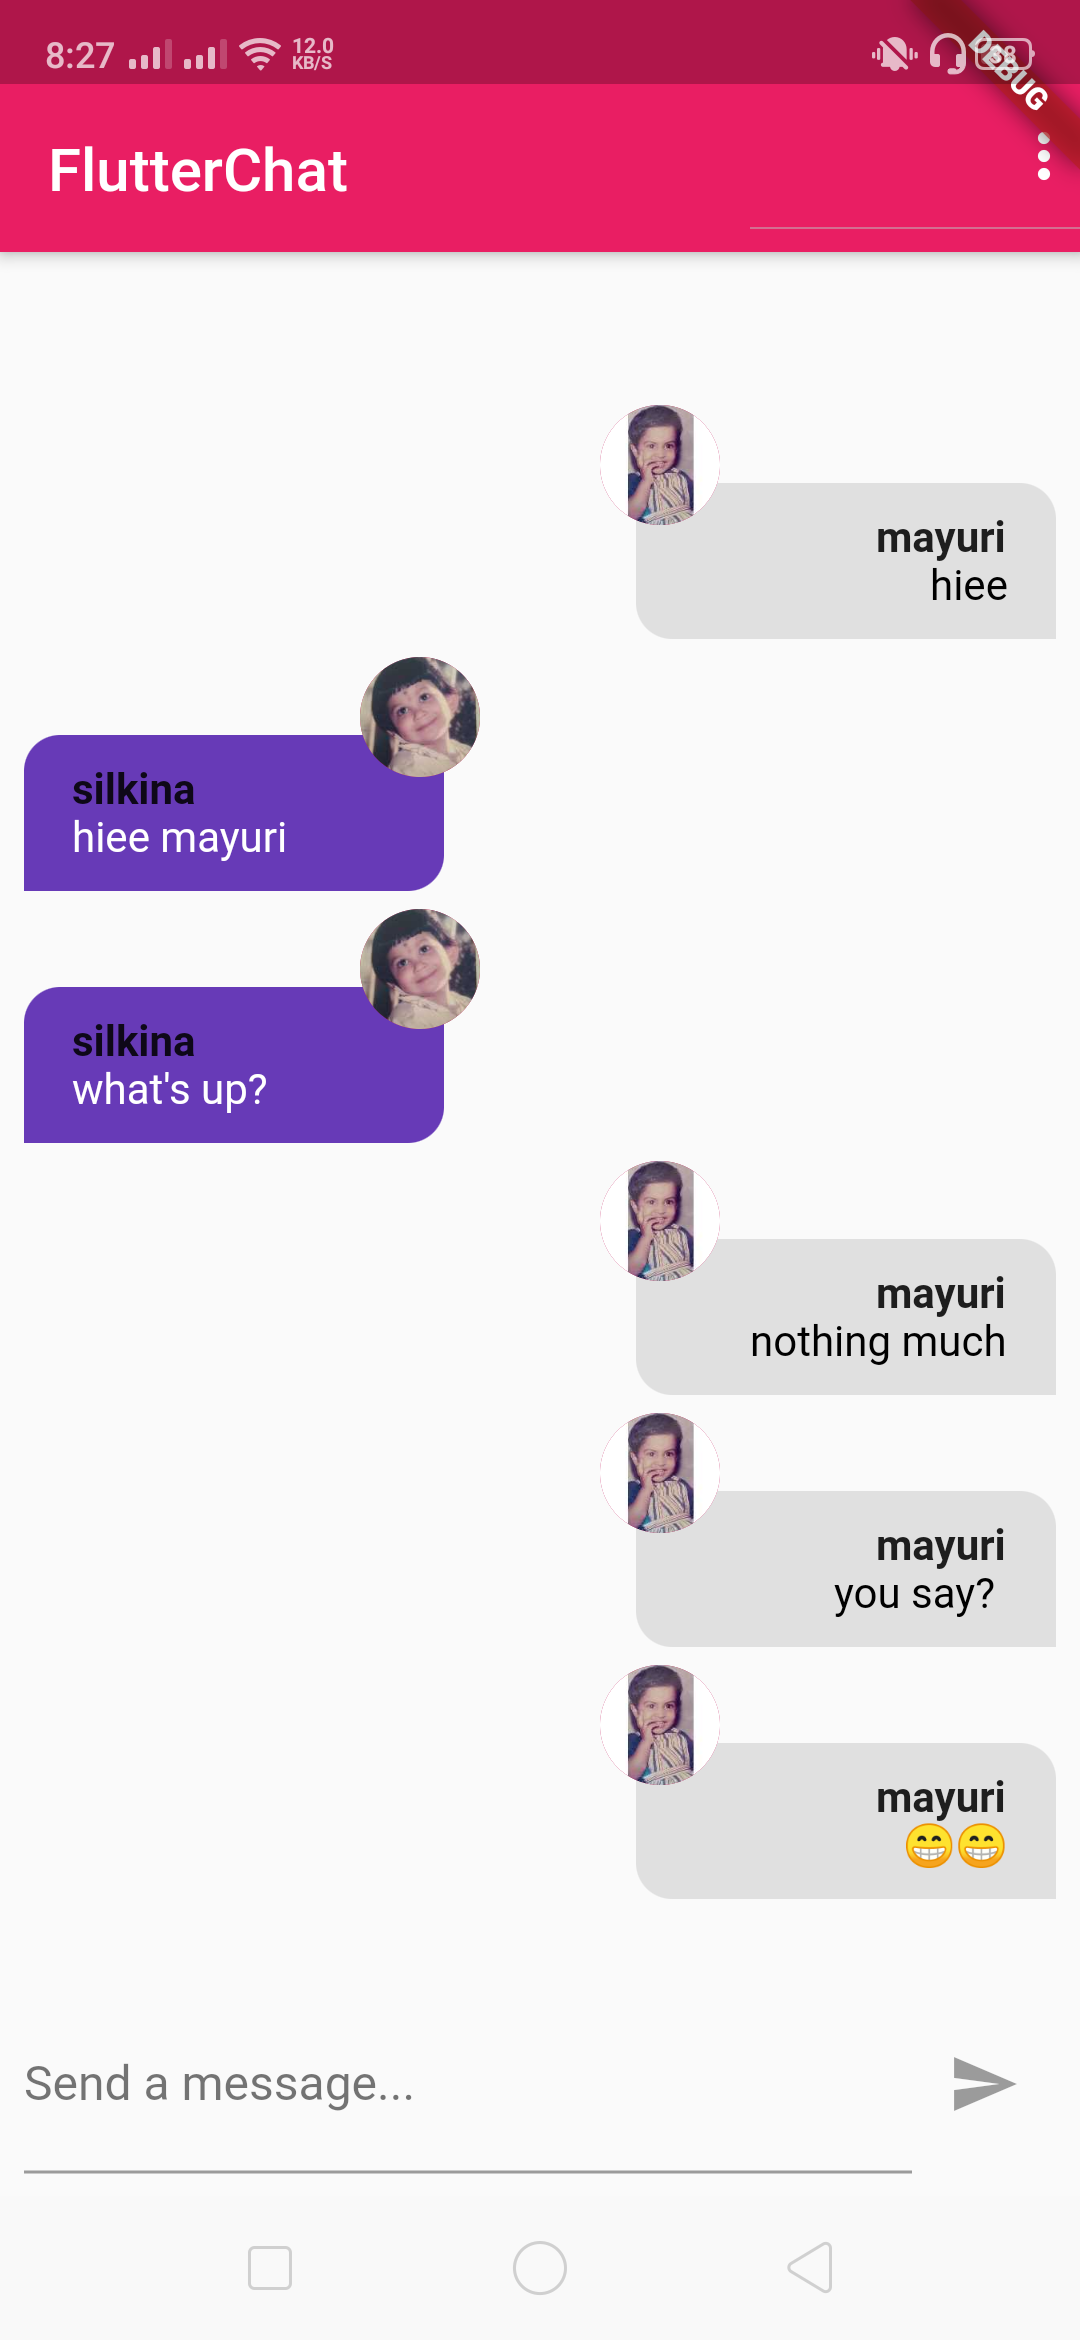 8:27 12.0 KB/S 38
DEBUG
FlutterChat
mayuri
hiee
silkina
hiee mayuri
silkina
what's up?
mayuri
nothing much
mayuri
you say?
mayuri
😁😁
Send a message...